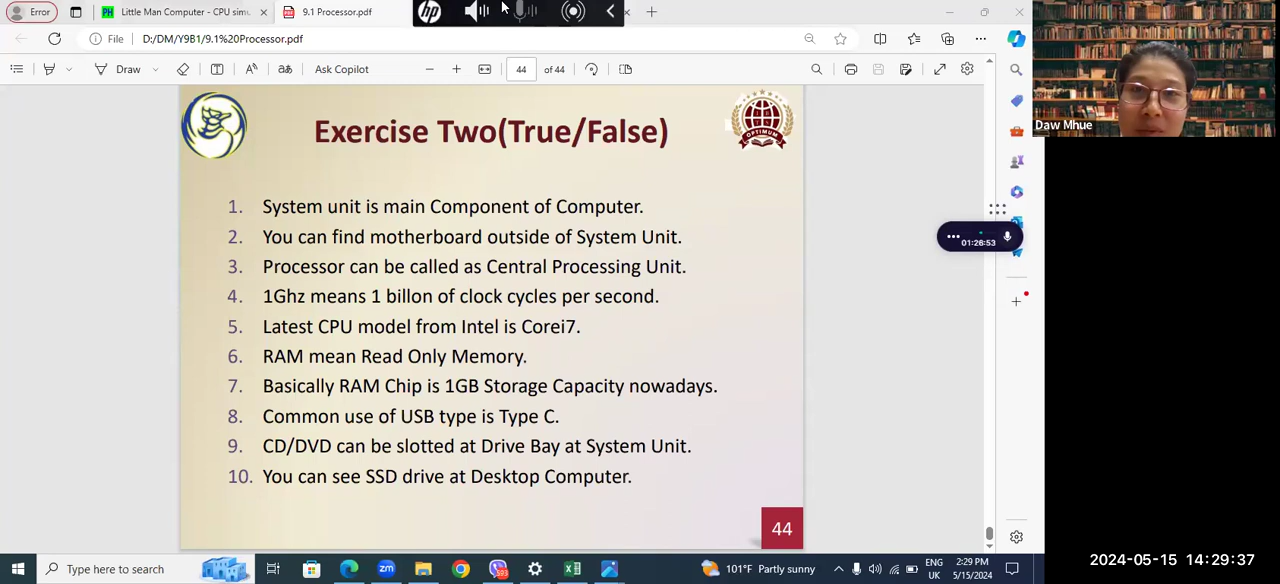 Error
Little Man Computer - CPU simu
9.1 Processor.pdf
File
D:/DM/Y9B1/9.1%20Processor.pdf
Draw
Ask Copilot
44
of 44
Exercise Two(True/False)
OPTIMUM
1. System unit is main Component of Computer.
2. You can find motherboard outside of System Unit.
3. Processor can be called as Central Processing Unit.
4. 1Ghz means 1 billon of clock cycles per second.
5. Latest CPU model from Intel is Corei7.
6. RAM mean Read Only Memory.
7. Basically RAM Chip is 1GB Storage Capacity nowadays.
8. Common use of USB type is Type C.
9. CD/DVD can be slotted at Drive Bay at System Unit.
10. You can see SSD drive at Desktop Computer.
44
Daw Mhue
01:26:53
Type here to search
101°F Partly sunny
ENG
UK
2:29 PM
5/15/2024
2024-05-15 14:29:37